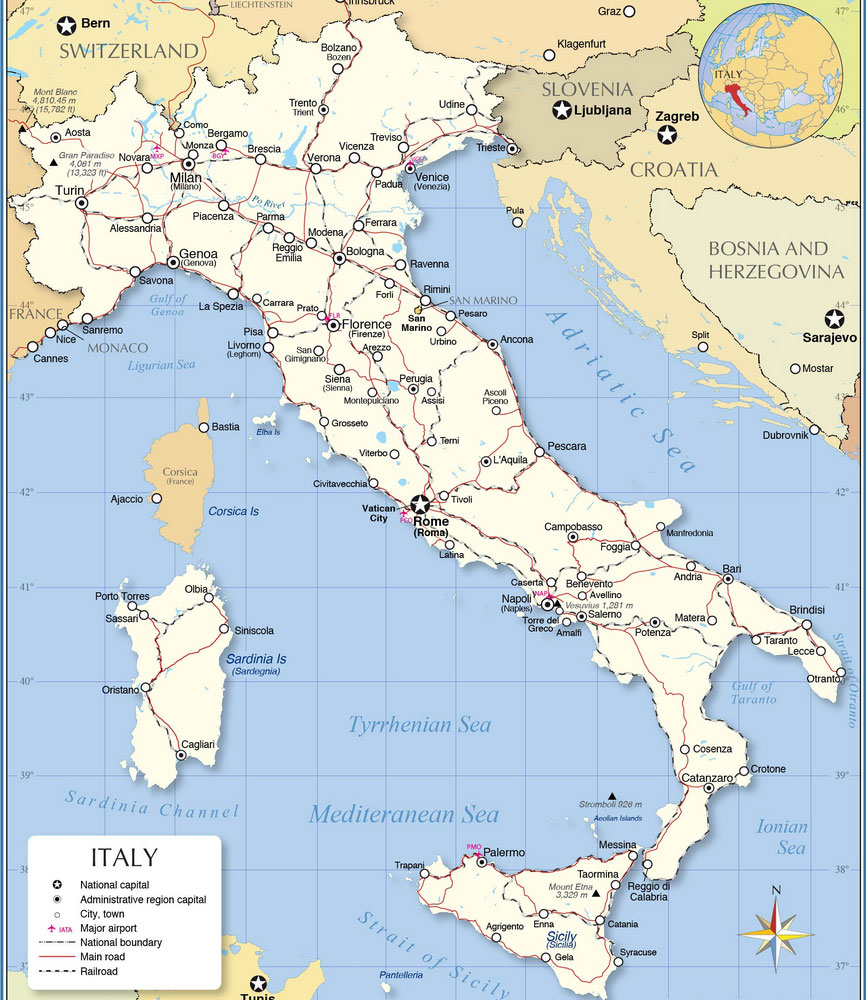 47°
Bern
SWITZERLAND
LIECHTENSTEIN
Innsbruck
Graz
47°
Klagenfurt
Bolzano
Bozen
SLOVENIA
Ljubljana
ITALY
Mont Blanc
4,810.45 m
(15,782 ft)
Trento
Trient
Udine
Zagreb
46°
Aosta
Como
Monza
Bergamo
BGY
Brescia
Treviso
Trieste
Gran Paradiso
4,061 m
(13,323 ft)
Novara
MXP
Milan
(Milano)
Verona
Vicenza
Padua
Venice
(Venezia)
CROATIA
Turin
Po River
Piacenza
Pula
Alessandria
Parma
Reggio
Emilia
Modena
Ferrara
Bologna
BOSNIA AND
HERZEGOVINA
Genoa
(Genova)
Savona
Ravenna
Gulf of
Genoa
La Spezia
Carrara
Prato
FLR
Forli
Rimini
SAN MARINO
44°
44°
FRANCE
Nice
Sanremo
Cannes
MONACO
Pisa
Livorno
(Leghorn)
Florence
(Firenze)
San
Marino
Pesaro
Urbino
Adriatic Sea
Sarajevo
Split
Ligurian Sea
San
Gimignano
Arezzo
Ancona
Siena
(Sienna)
Montepulciano
Perugia
Assisi
Ascoli
Piceno
Mostar
43°
43°
Bastia
Elba Is
Grosseto
Terni
Viterbo
Dubrovnik
Corsica
(France)
L'Aquila
Pescara
42°
42°
Ajaccio
Corsica Is
Civitavecchia
Tivoli
Vatican
City
FCO
Rome
(Roma)
Latina
Campobasso
Manfredonia
Foggia
41°
41°
Porto Torres
Sassari
Olbia
Siniscola
Caserta
Benevento
NAP
Avellino
Andria
Bari
Napoli
(Naples)
Vesuvius 1,281 m
Torre del
Greco
Amalfi
Salerno
Potenza
Matera
Brindisi
Taranto
Lecce
Otranto
Strait of Otranto
Sardinia Is
(Sardegna)
40°
40°
Oristano
Gulf of
Taranto
Tyrrhenian Sea
Cagliari
Cosenza
Crotone
Catanzaro
39°
39°
Sardinia Channel
Mediteranean Sea
Stromboli 926 m
Aeolian Islands
Ionian
Sea
ITALY
National capital
Administrative region capital
City, town
IATA
Major airport
National boundary
Main road
Railroad
PMO
Palermo
Trapani
Messina
Taormina
Reggio di
Calabria
38°
Mount Etna
3,329 m
N
Enna
Catania
Agrigento
Sicily
(Sicilia)
Gela
Syracuse
Strait of Sicily
37°
Pantelleria
Tunis